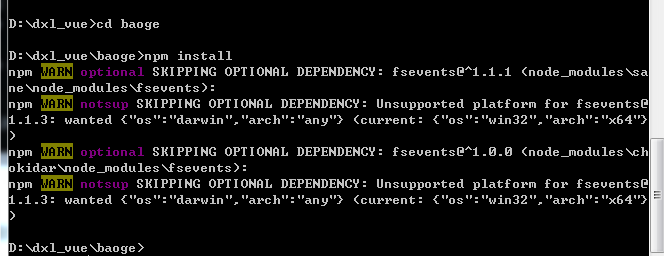 D:\dxl_vue>cd baoge
D:\dxl_vue\baoge>npm install
npm WARN optional SKIPPING OPTIONAL DEPENDENCY: fsevents@^1.1.1 (node_modules\sa
ne\node_modules\fsevents):
npm WARN notsup SKIPPING OPTIONAL DEPENDENCY: Unsupported platform for fsevents@
1.1.3: wanted {"os":"darwin","arch":"any"} (current: {"os":"win32","arch":"x64"}
)
npm WARN optional SKIPPING OPTIONAL DEPENDENCY: fsevents@^1.0.0 (node_modules\ch
okidar\node_modules\fsevents):
npm WARN notsup SKIPPING OPTIONAL DEPENDENCY: Unsupported platform for fsevents@
1.1.3: wanted {"os":"darwin","arch":"any"} (current: {"os":"win32","arch":"x64"}
)
D:\dxl_vue\baoge>